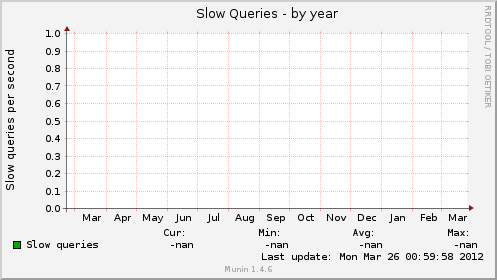 Slow Queries - by year
RRDTOOL / TOBI OETIKER
Slow queries per second
1.0
0.9
0.8
0.7
0.6
0.5
0.4
0.3
0.2
0.1
0.0
Mar Apr May Jun Jul Aug Sep Oct Nov Dec Jan Feb Mar
Cur: Min: Avg: Max:
Slow queries -nan -nan -nan -nan
Last update: Mon Mar 26 00:59:58 2012
Munin 1.4.6